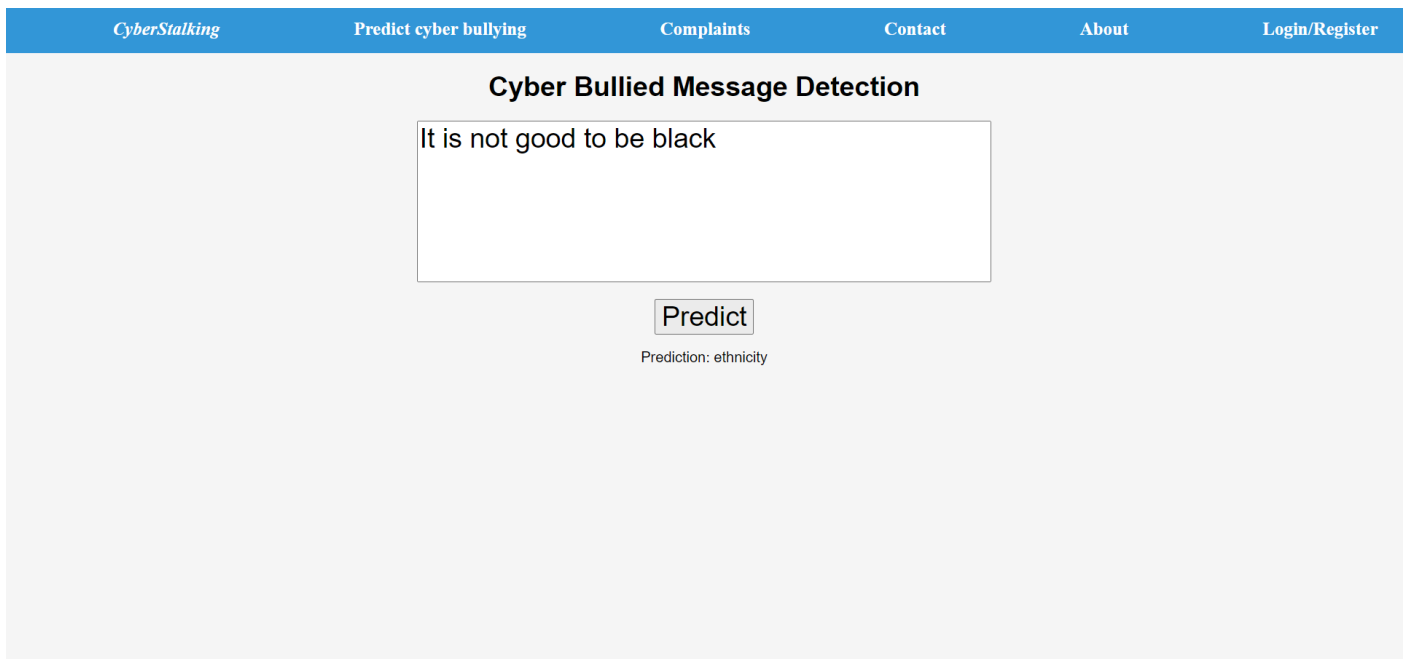 CyberStalking Predict cyber bullying Complaints Contact About Login/Register
Cyber Bullied Message Detection
It is not good to be black
Predict
Prediction: ethnicity